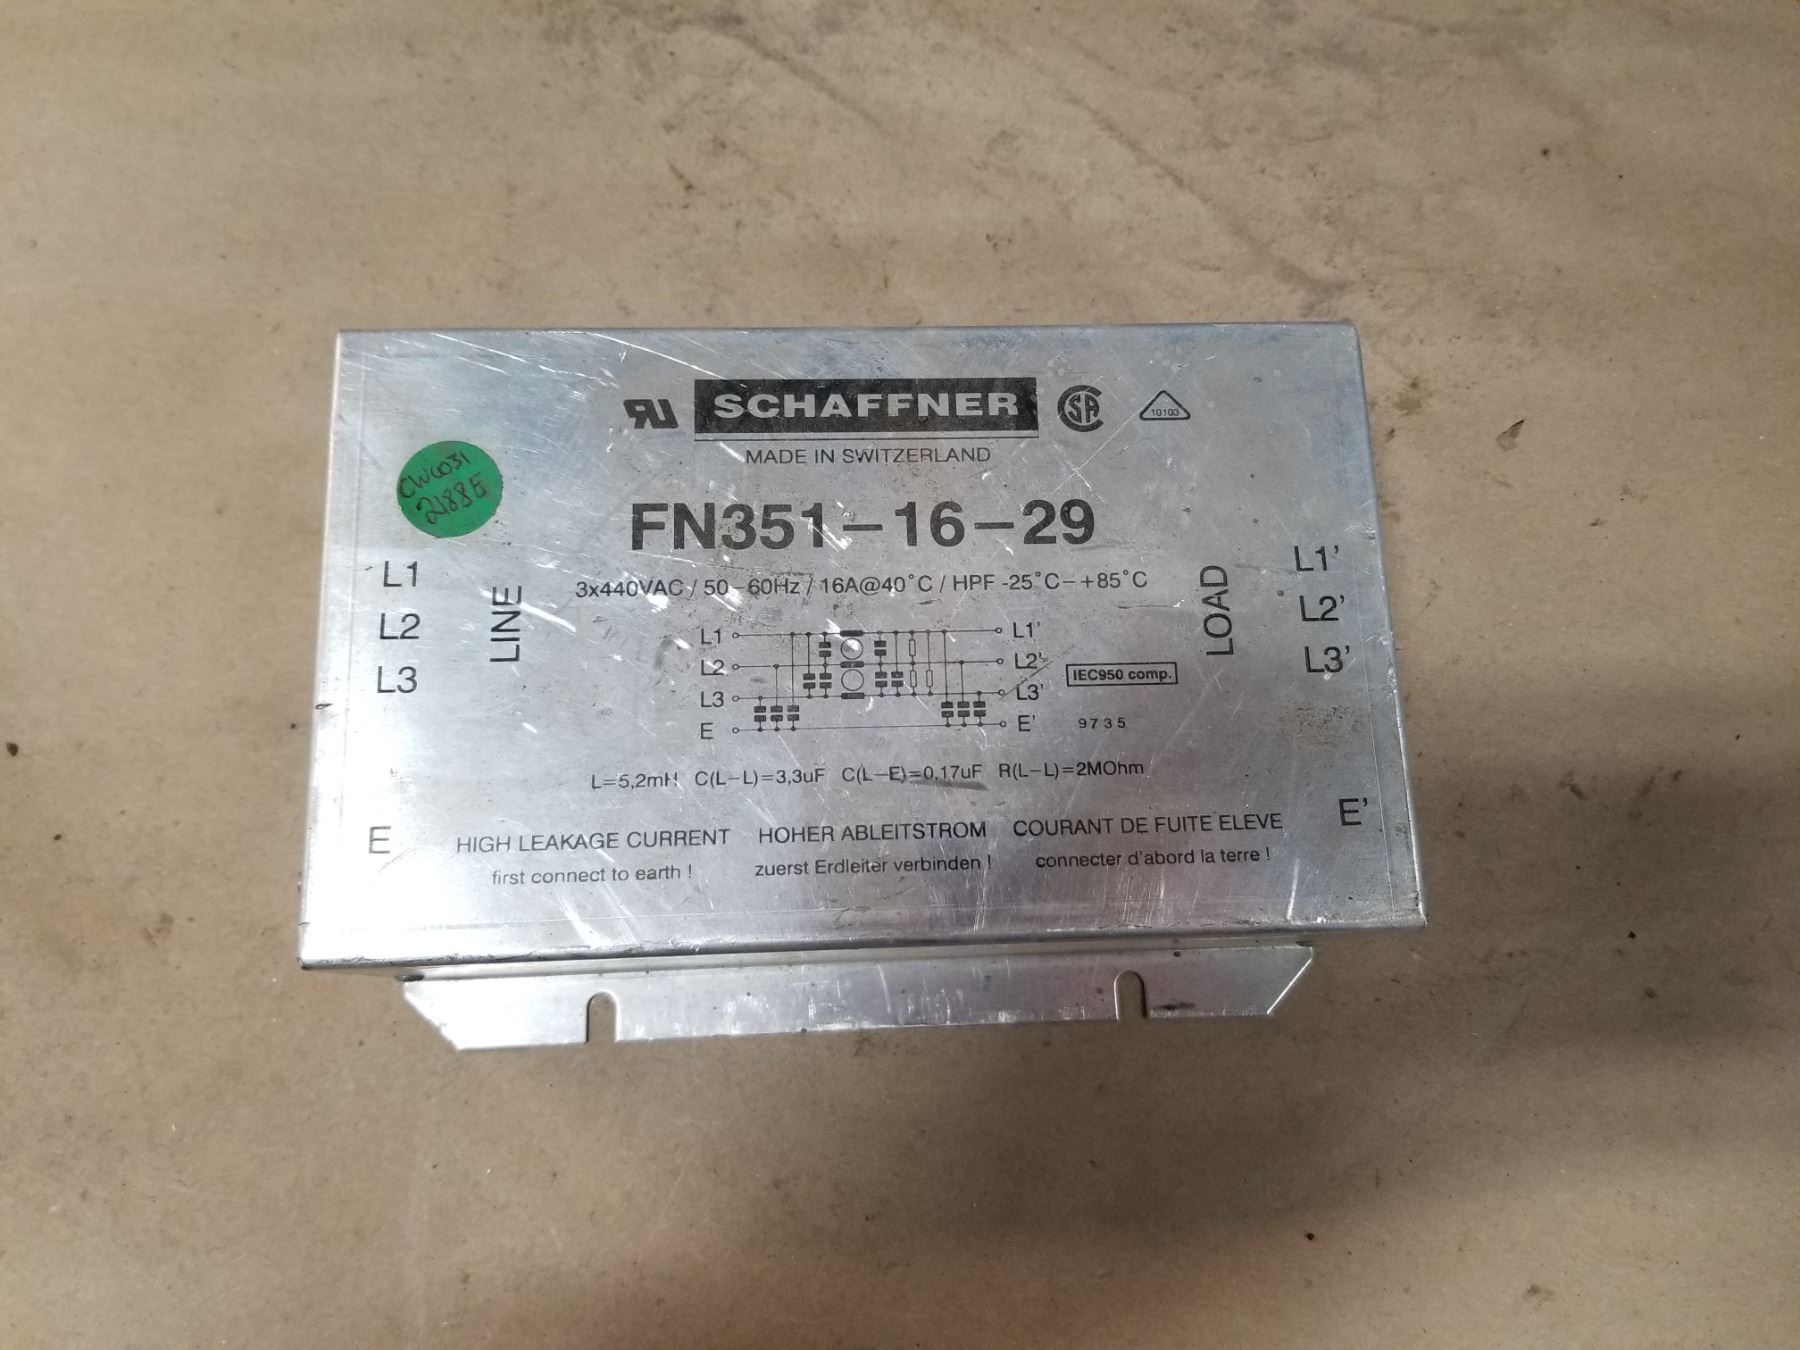 SCHAFFNER
10103
MADE IN SWITZERLAND
CW6031
2188E
FN351-16-29
3x440VAC / 50-60Hz / 16A@40°C / HPF -25°C-+85°C
L1
L2
L3
LINE
LOAD
L1'
L2'
L3'
L1 L1'
L2 L2'
L3 L3'
E E'
IEC950 comp.
9735
L=5,2mH C(L-L)=3,3uF C(L-E)=0,17uF R(L-L)=2MOhm
E
E'
HIGH LEAKAGE CURRENT HOHER ABLEITSTROM COURANT DE FUITE ELEVE
first connect to earth ! zuerst Erdleiter verbinden ! connecter d'abord la terre !